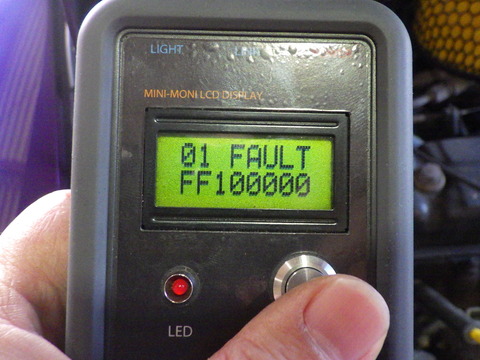 LIGHT
MINI-MONI LCD DISPLAY
01 FAULT
FF100000
LED